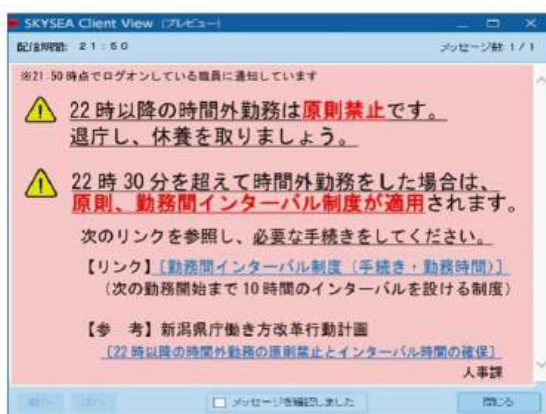 SKYSEA Client View (プレビュー)
配信時間: 21:50
メッセージ数: 1 / 1
※21:50時点でログオンしている職員に通知しています
22時以降の時間外勤務は原則禁止です。
退庁し、休養を取りましょう。
22時30分を超えて時間外勤務をした場合は、
原則、勤務間インターバル制度が適用されます。
次のリンクを参照し、必要な手続きをしてください。
【リンク】[勤務間インターバル制度(手続き・勤務時間)]
(次の勤務開始まで10時間のインターバルを設ける制度)
【参 考】新潟県庁働き方改革行動計画
[22時以降の時間外勤務の原則禁止とインターバル時間の確保]
人事課
前へ 次へ
メッセージを確認しました
閉じる